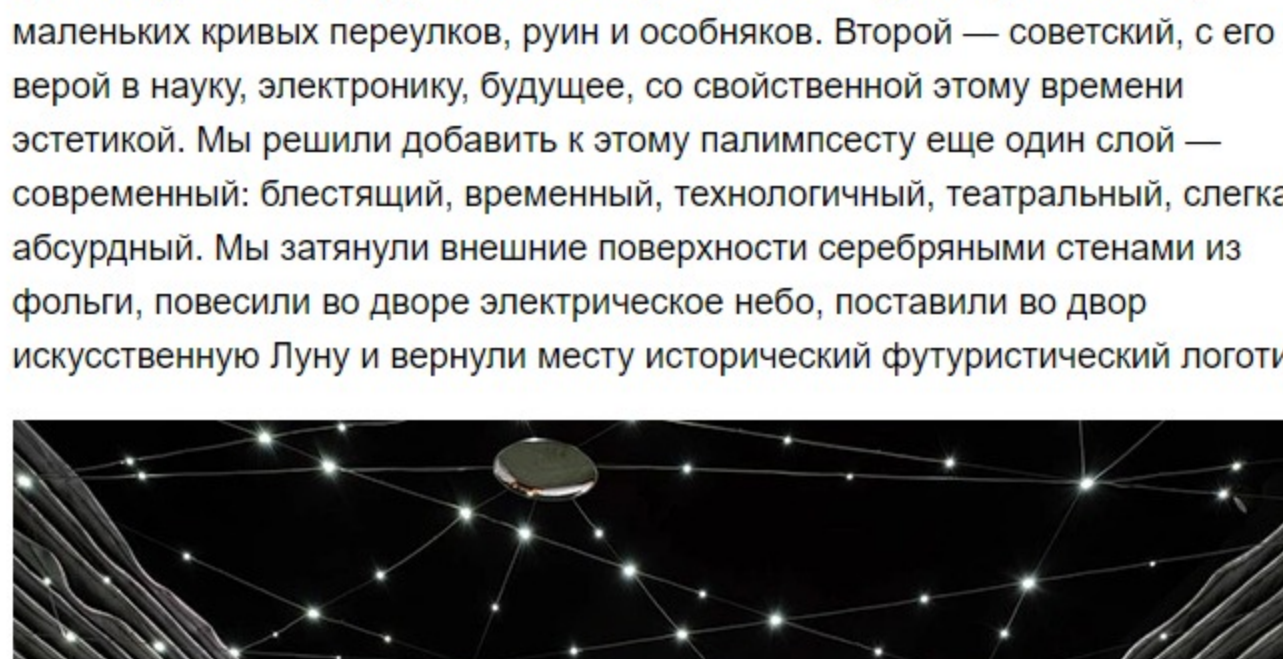 маленьких кривых переулков, руин и особняков. Второй — советский, с его
верой в науку, электронику, будущее, со свойственной этому времени
эстетикой. Мы решили добавить к этому палимпсесту еще один слой —
современный: блестящий, временный, технологичный, театральный, слегка
абсурдный. Мы затянули внешние поверхности серебряными стенами из
фольги, повесили во дворе электрическое небо, поставили во двор
искусственную Луну и вернули месту исторический футуристический логоти